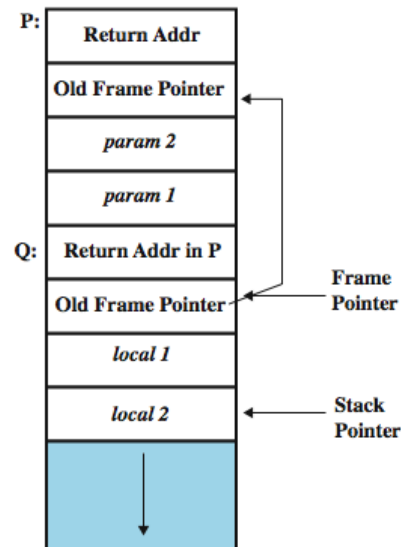 P:
Return Addr
Old Frame Pointer
param 2
param 1
Q:
Return Addr in P
Old Frame Pointer
Frame
Pointer
local 1
local 2
Stack
Pointer